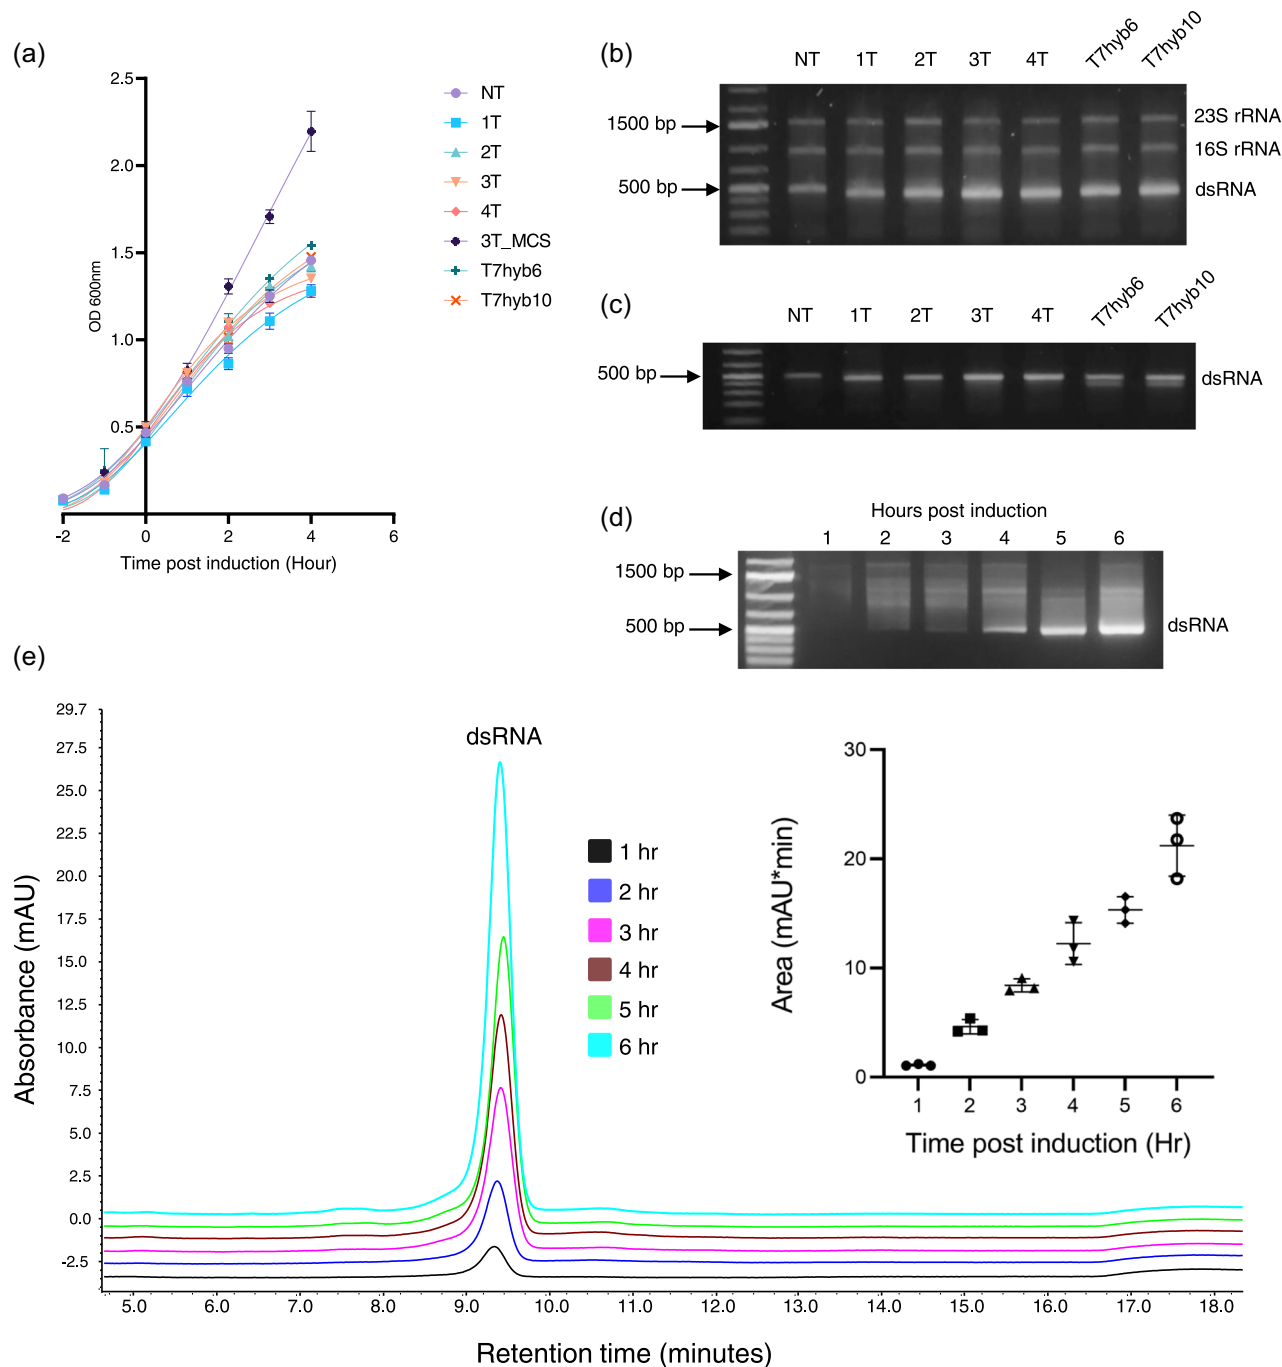 (a)
2.5
2.0
1.5
1.0
0.5
-2 0 2 4 6
OD 600nm
Time post induction (Hour)
NT
1T
2T
3T
4T
3T_MCS
T7hyb6
T7hyb10
(b)
NT 1T 2T 3T 4T T7hyb6 T7hyb10
1500 bp
500 bp
23S rRNA
16S rRNA
dsRNA
(c)
NT 1T 2T 3T 4T T7hyb6 T7hyb10
500 bp
dsRNA
(d)
Hours post induction
1 2 3 4 5 6
1500 bp
500 bp
dsRNA
(e)
29.7
27.5
25.0
22.5
20.0
17.5
15.0
12.5
10.0
7.5
5.0
2.5
0.0
-2.5
Absorbance (mAU)
5.0 6.0 7.0 8.0 9.0 10.0 11.0 12.0 13.0 14.0 15.0 16.0 17.0 18.0
Retention time (minutes)
dsRNA
1 hr
2 hr
3 hr
4 hr
5 hr
6 hr
30
20
10
0
Area (mAU*min)
1 2 3 4 5 6
Time post induction (Hr)